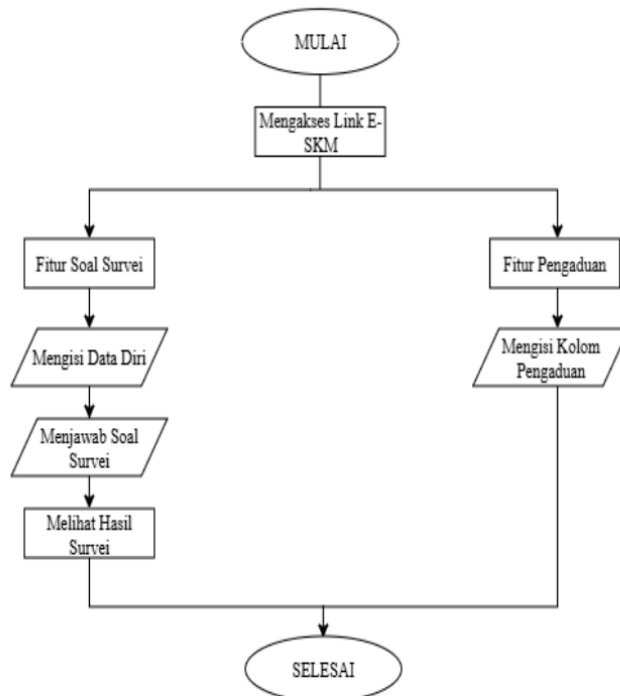 MULAI
Mengakses Link E-
SKM
Fitur Soal Survei
Fitur Pengaduan
Mengisi Data Diri
Mengisi Kolom
Pengaduan
Menjawab Soal
Survei
Melihat Hasil
Survei
SELESAI